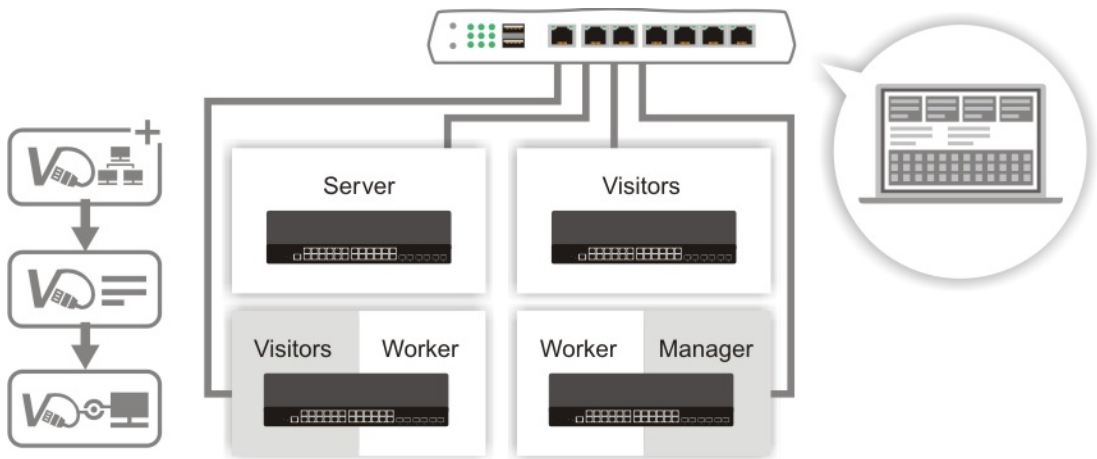 Server
Visitors
Visitors
Worker
Worker
Manager
V
V
V